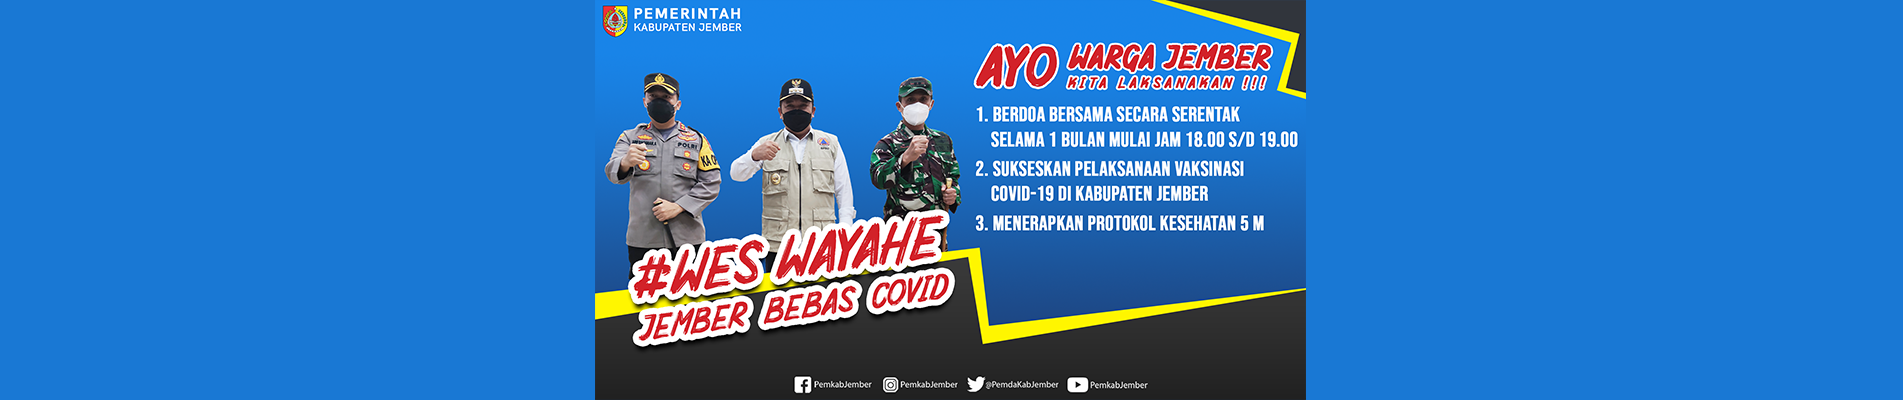 PEMERINTAH
KABUPATEN JEMBER
AYO WARGA JEMBER
KITA LAKSANAKAN !!!
1. BERDOA BERSAMA SECARA SERENTAK
SELAMA 1 BULAN MULAI JAM 18.00 S/D 19.00
2. SUKSESKAN PELAKSANAAN VAKSINASI
COVID-19 DI KABUPATEN JEMBER
3. MENERAPKAN PROTOKOL KESEHATAN 5 M
POLRI
KA O
#WES WAYAHE
JEMBER BEBAS COVID
PemkabJember
PemkabJember
@PemdaKabJember
PemkabJember